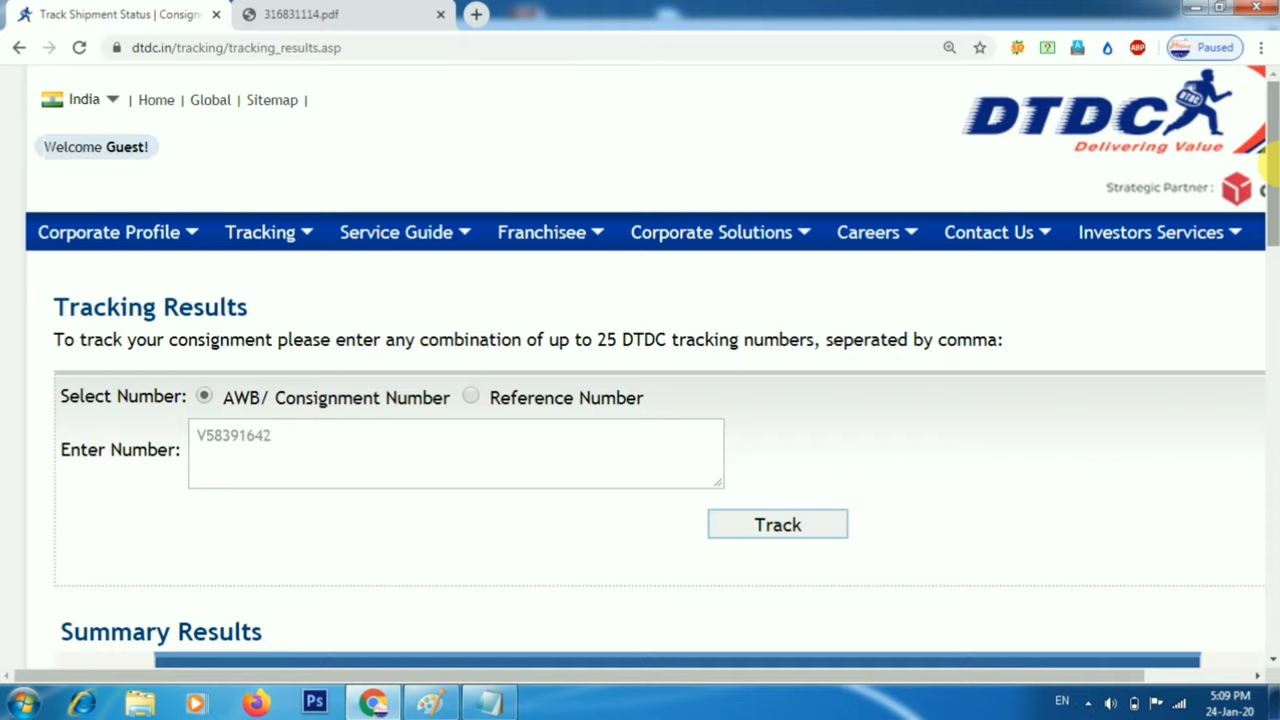 Track Shipment Status | Consign
316831114.pdf
dtdc.in/tracking/tracking_results.asp
ABP
Paused
India | Home | Global | Sitemap |
DTDC
Delivering Value
Welcome Guest!
Strategic Partner :
Corporate Profile Tracking Service Guide Franchisee Corporate Solutions Careers Contact Us Investors Services
Tracking Results
To track your consignment please enter any combination of up to 25 DTDC tracking numbers, seperated by comma:
Select Number: AWB/ Consignment Number Reference Number
Enter Number: V58391642
Track
Summary Results
Ps
EN
5:09 PM
24-Jan-20